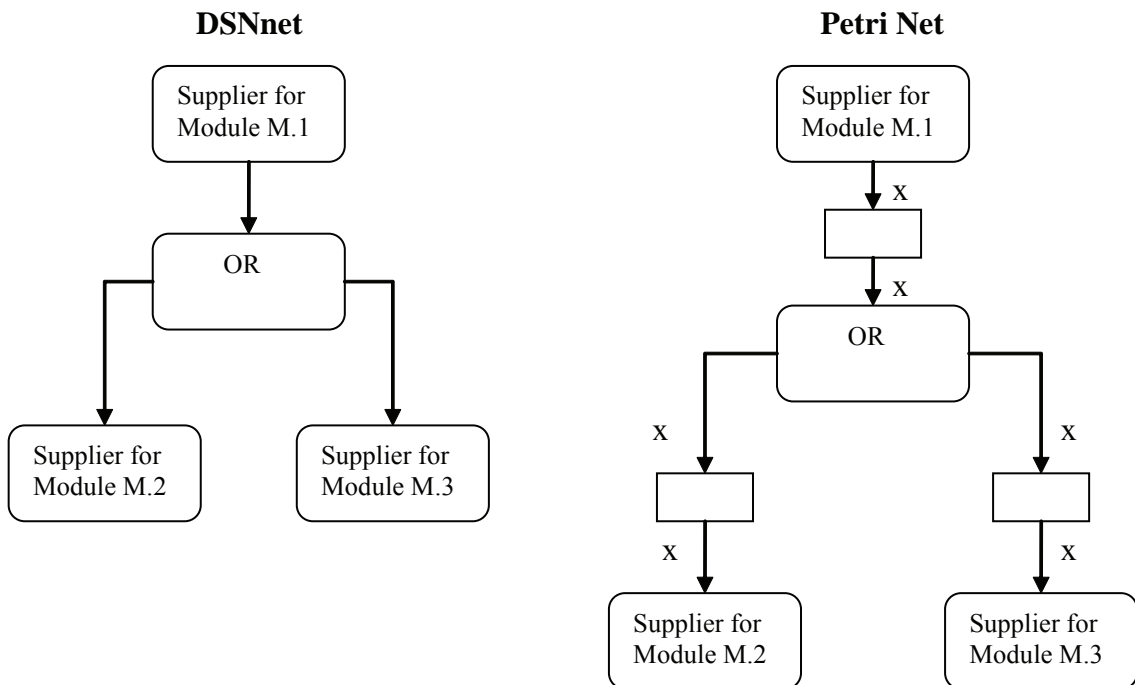 DSNnet
Supplier for
Module M.1
OR
Supplier for
Module M.2
Supplier for
Module M.3
Petri Net
Supplier for
Module M.1
x
x
OR
x
x
x
x
Supplier for
Module M.2
Supplier for
Module M.3